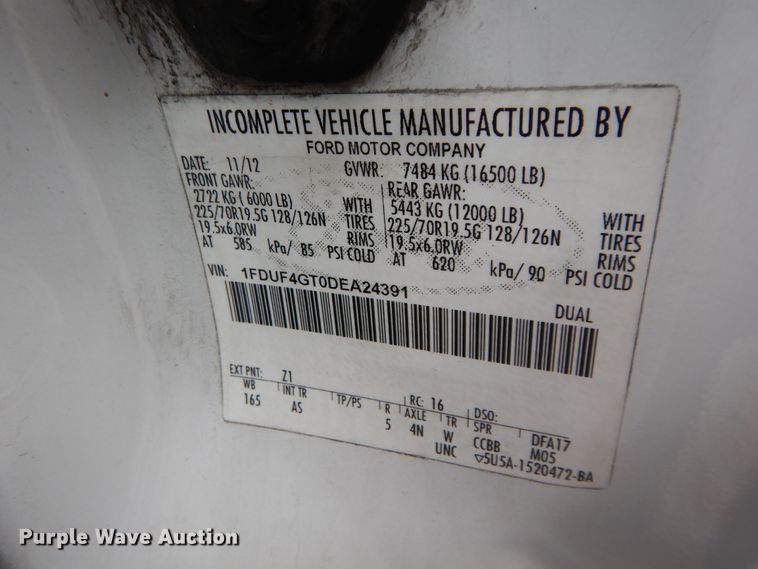 INCOMPLETE VEHICLE MANUFACTURED BY
FORD MOTOR COMPANY
DATE: 11/12 GVWR: 7484 KG (16500 LB)
FRONT GAWR: REAR GAWR:
2722 KG ( 6000 LB) WITH 5443 KG (12000 LB) WITH
225/70R19.5G 128/126N TIRES 225/70R19.5G 128/126N TIRES
19.5x6.0RW RIMS 19.5x6.0RW RIMS
AT 585 kPa/ 85 PSI COLD AT 620 kPa/ 90 PSI COLD
VIN: 1FDUF4GT0DEA24391
DUAL
EXT PNT: Z1 RC: 16 DSO:
WB INT TR TP/PS R AXLE TR SPR DFA17
165 AS 5 4N W CCBB M05
UNC ▽5U5A-1520472-BA
Purple Wave Auction